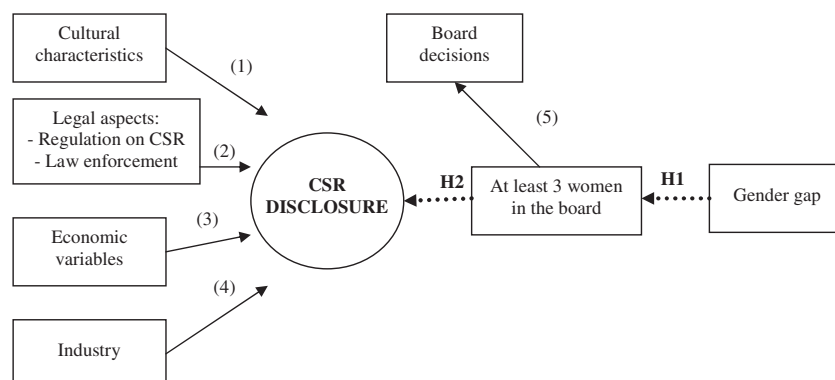 Cultural
characteristics
(1)
Legal aspects:
- Regulation on CSR
- Law enforcement
(2)
Economic
variables
(3)
Industry
(4)
CSR
DISCLOSURE
Board
decisions
(5)
H2
At least 3 women
in the board
H1
Gender gap